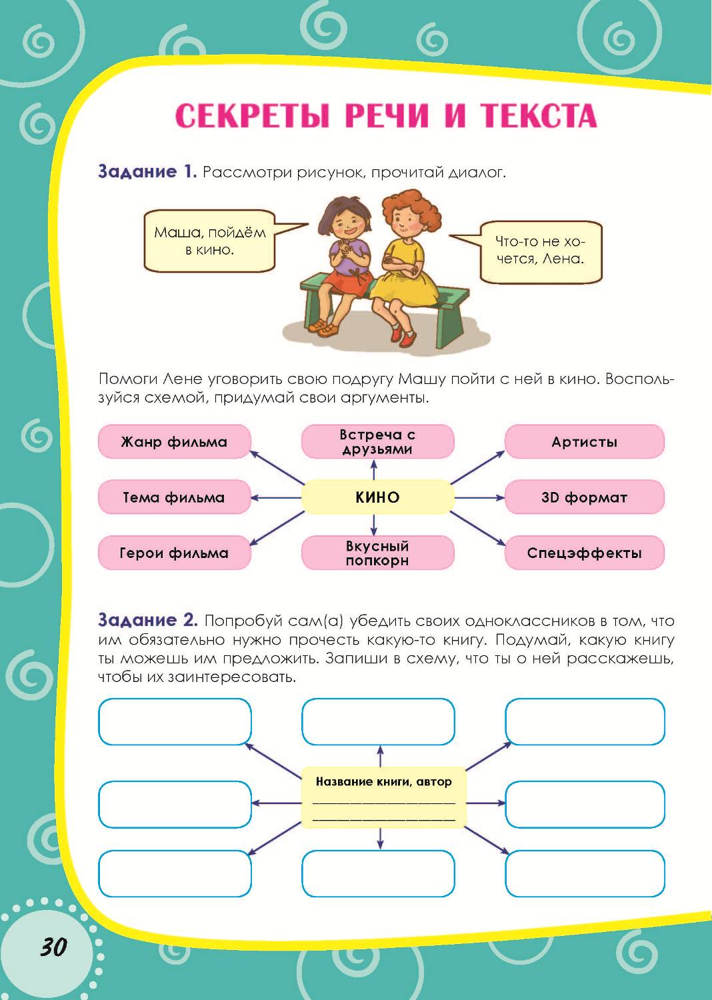 СЕКРЕТЫ РЕЧИ И ТЕКСТА
Задание 1. Рассмотри рисунок, прочитай диалог.
Маша, пойдём
в кино.
Что-то не хо-
чется, Лена.
Помоги Лене уговорить свою подругу Машу пойти с ней в кино. Восполь-
зуйся схемой, придумай свои аргументы.
Жанр фильма
Встреча с
друзьями
Артисты
Тема фильма
КИНО
3D формат
Герои фильма
Вкусный
попкорн
Спецэффекты
Задание 2. Попробуй сам(а) убедить своих одноклассников в том, что
им обязательно нужно прочесть какую-то книгу. Подумай, какую книгу
ты можешь им предложить. Запиши в схему, что ты о ней расскажешь,
чтобы их заинтересовать.
Название книги, автор
30